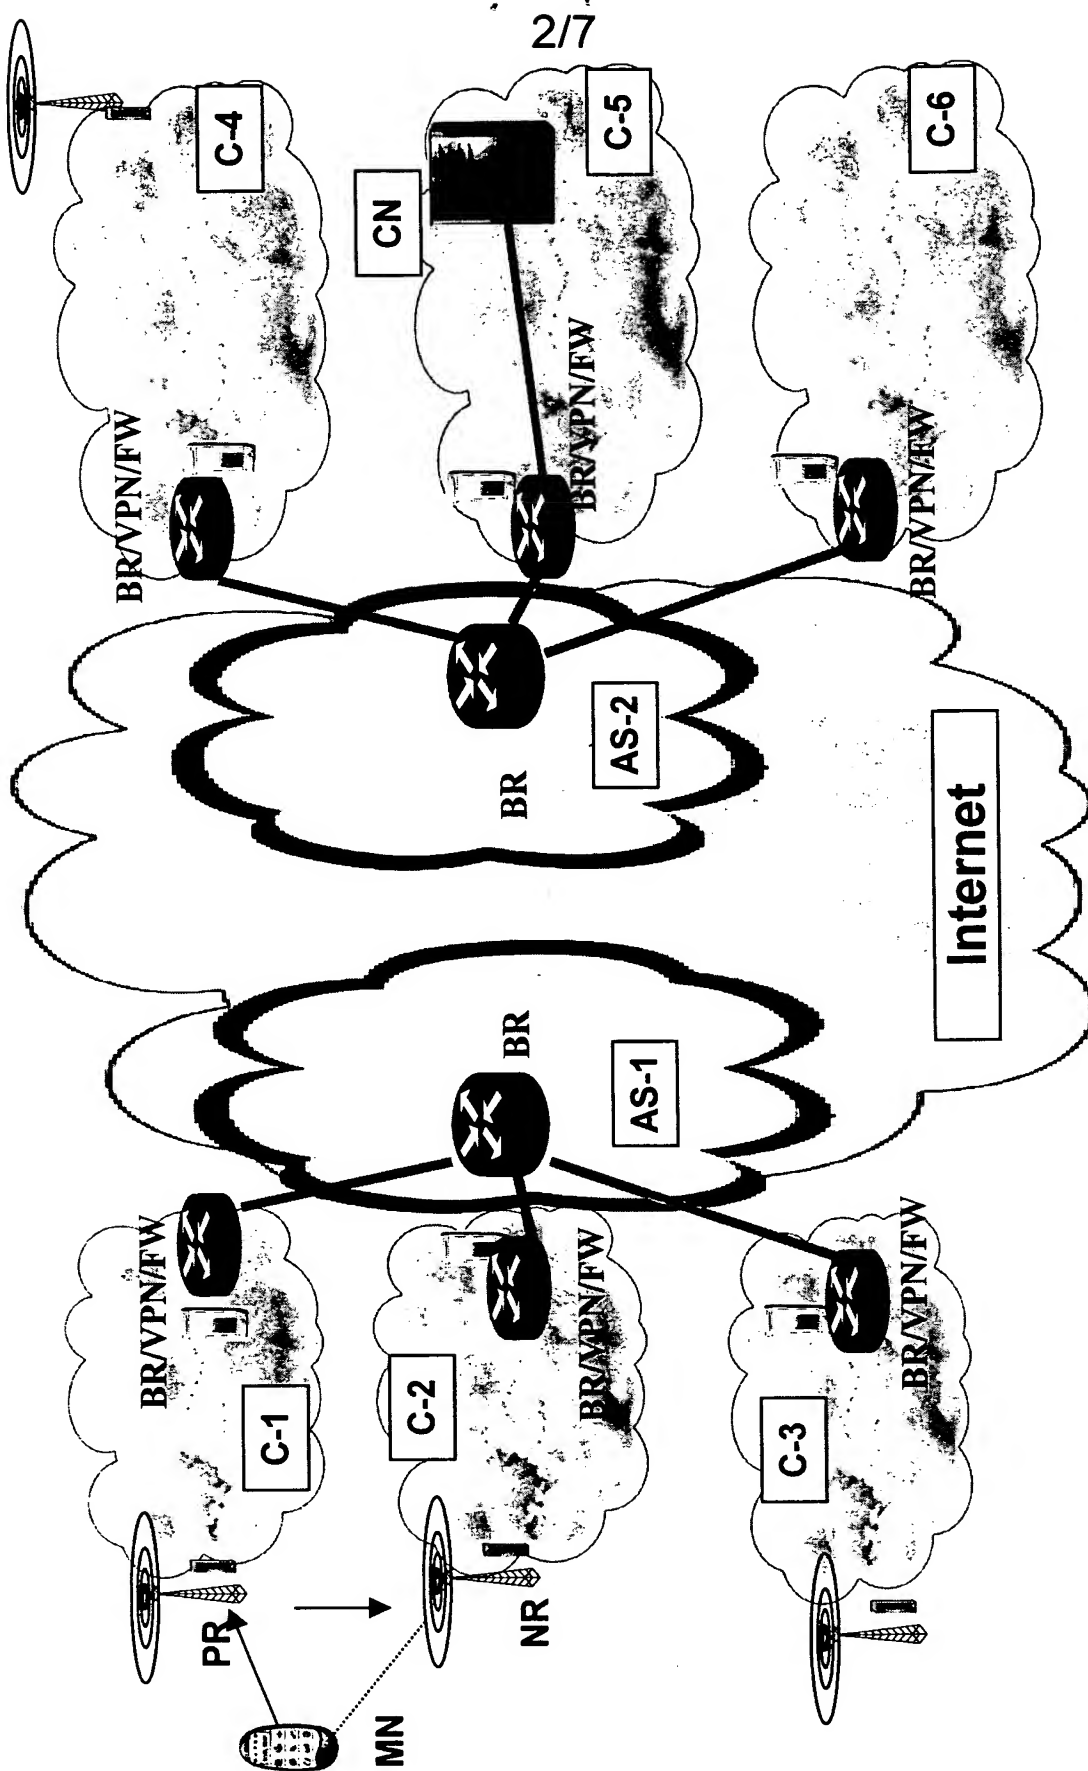 2/7
C-4
CN
C-5
C-6
BR/VPN/FW
BR/VPN/FW
BR/VPN/FW
AS-2
BR
Internet
BR
AS-1
BR/VPN/FW
BR/VPN/FW
BR/VPN/FW
C-1
C-2
C-3
PR
NR
MN